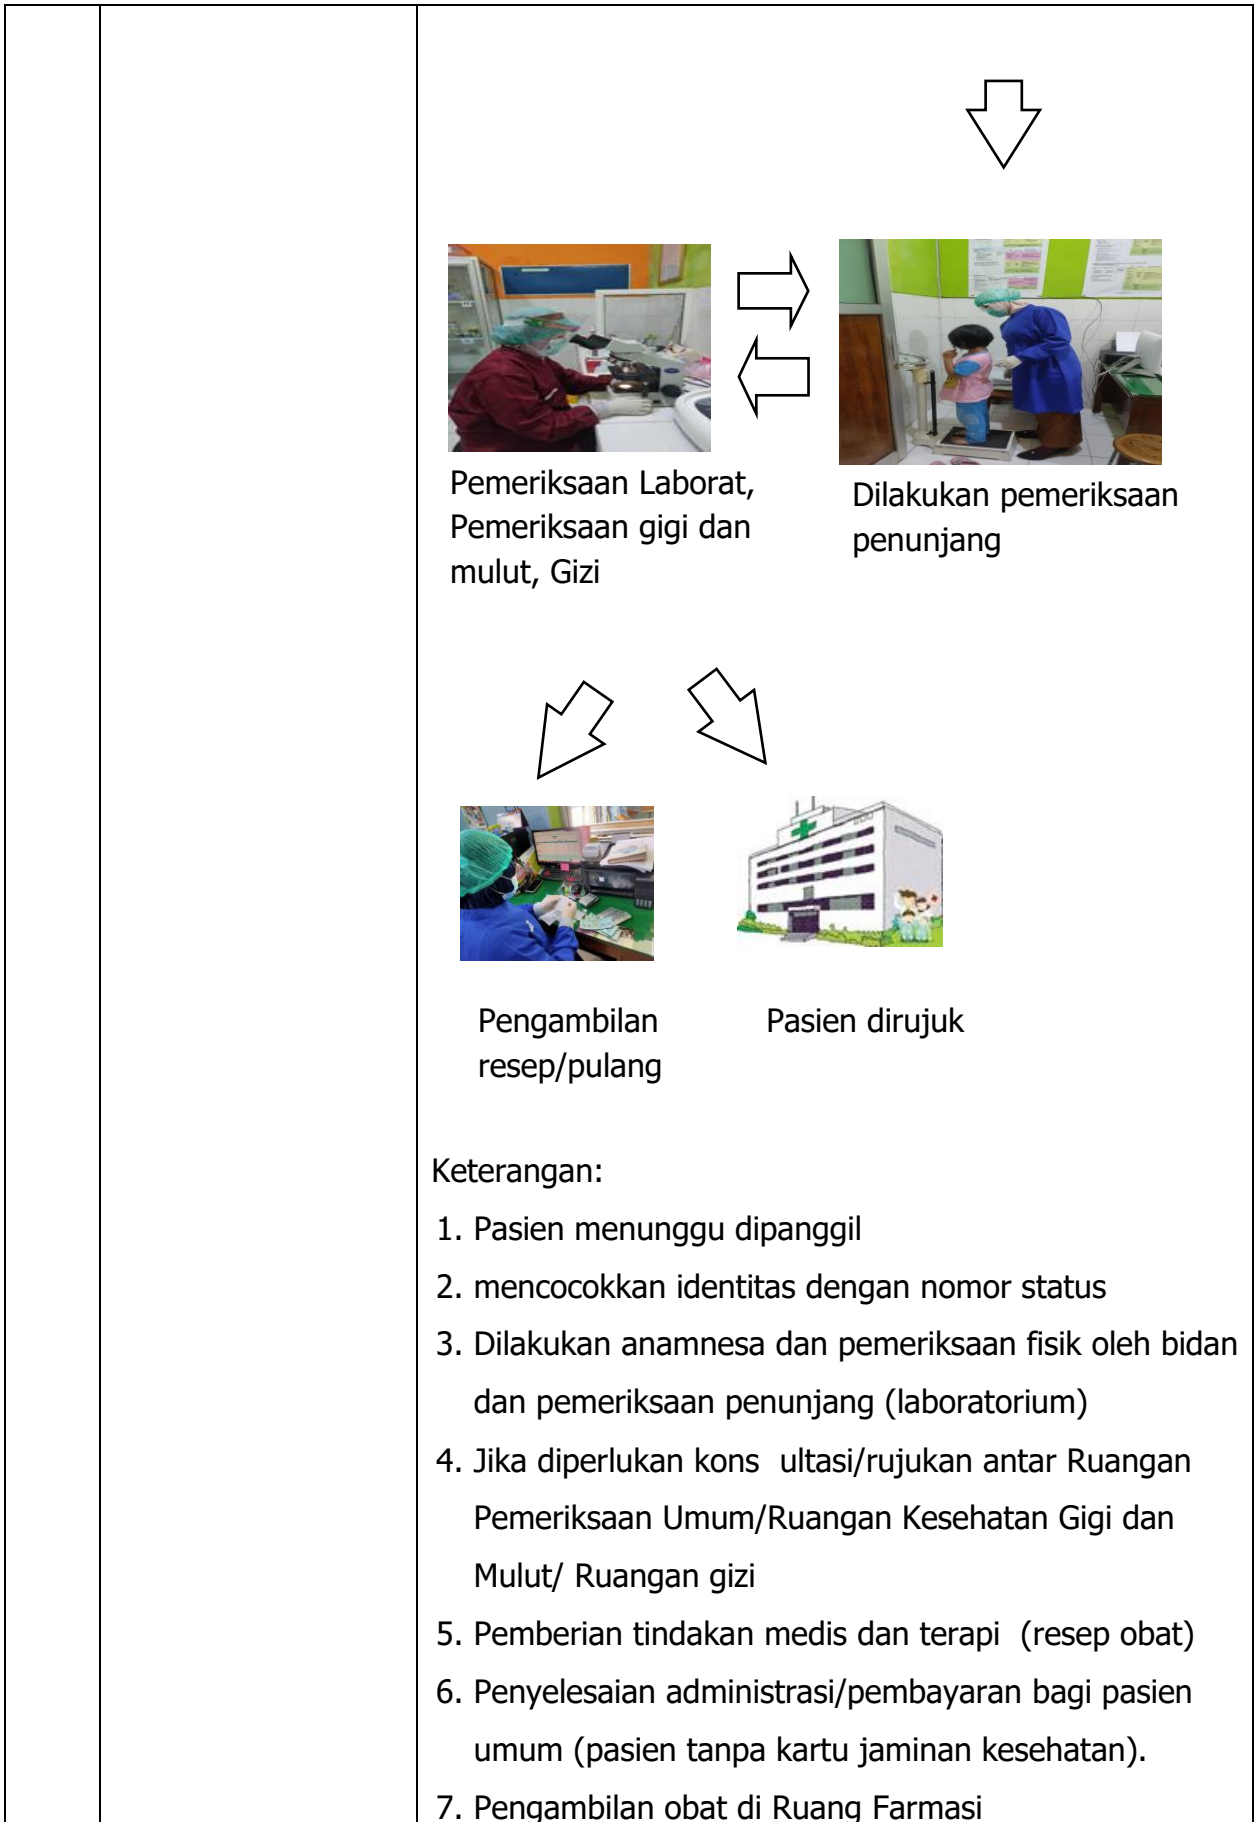 Pemeriksaan Laborat,
Pemeriksaan gigi dan
mulut, Gizi
Dilakukan pemeriksaan
penunjang
Pengambilan
resep/pulang
Pasien dirujuk
Keterangan:
1. Pasien menunggu dipanggil
2. mencocokkan identitas dengan nomor status
3. Dilakukan anamnesa dan pemeriksaan fisik oleh bidan
dan pemeriksaan penunjang (laboratorium)
4. Jika diperlukan kons  ultasi/rujukan antar Ruangan
Pemeriksaan Umum/Ruangan Kesehatan Gigi dan
Mulut/ Ruangan gizi
5. Pemberian tindakan medis dan terapi  (resep obat)
6. Penyelesaian administrasi/pembayaran bagi pasien
umum (pasien tanpa kartu jaminan kesehatan).
7. Pengambilan obat di Ruang Farmasi